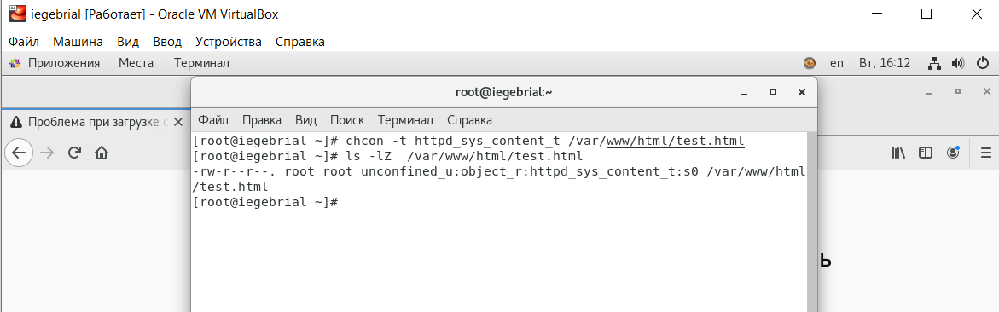 iegebrial [Работает] - Oracle VM VirtualBox
Файл Машина Вид Ввод Устройства Справка
Приложения Места Терминал en Вт, 16:12
root@iegebrial:~
Проблема при загрузке с
Файл Правка Вид Поиск Терминал Справка
[root@iegebrial ~]# chcon -t httpd_sys_content_t /var/www/html/test.html
[root@iegebrial ~]# ls -lZ  /var/www/html/test.html
-rw-r--r--. root root unconfined_u:object_r:httpd_sys_content_t:s0 /var/www/html
/test.html
[root@iegebrial ~]#
ь